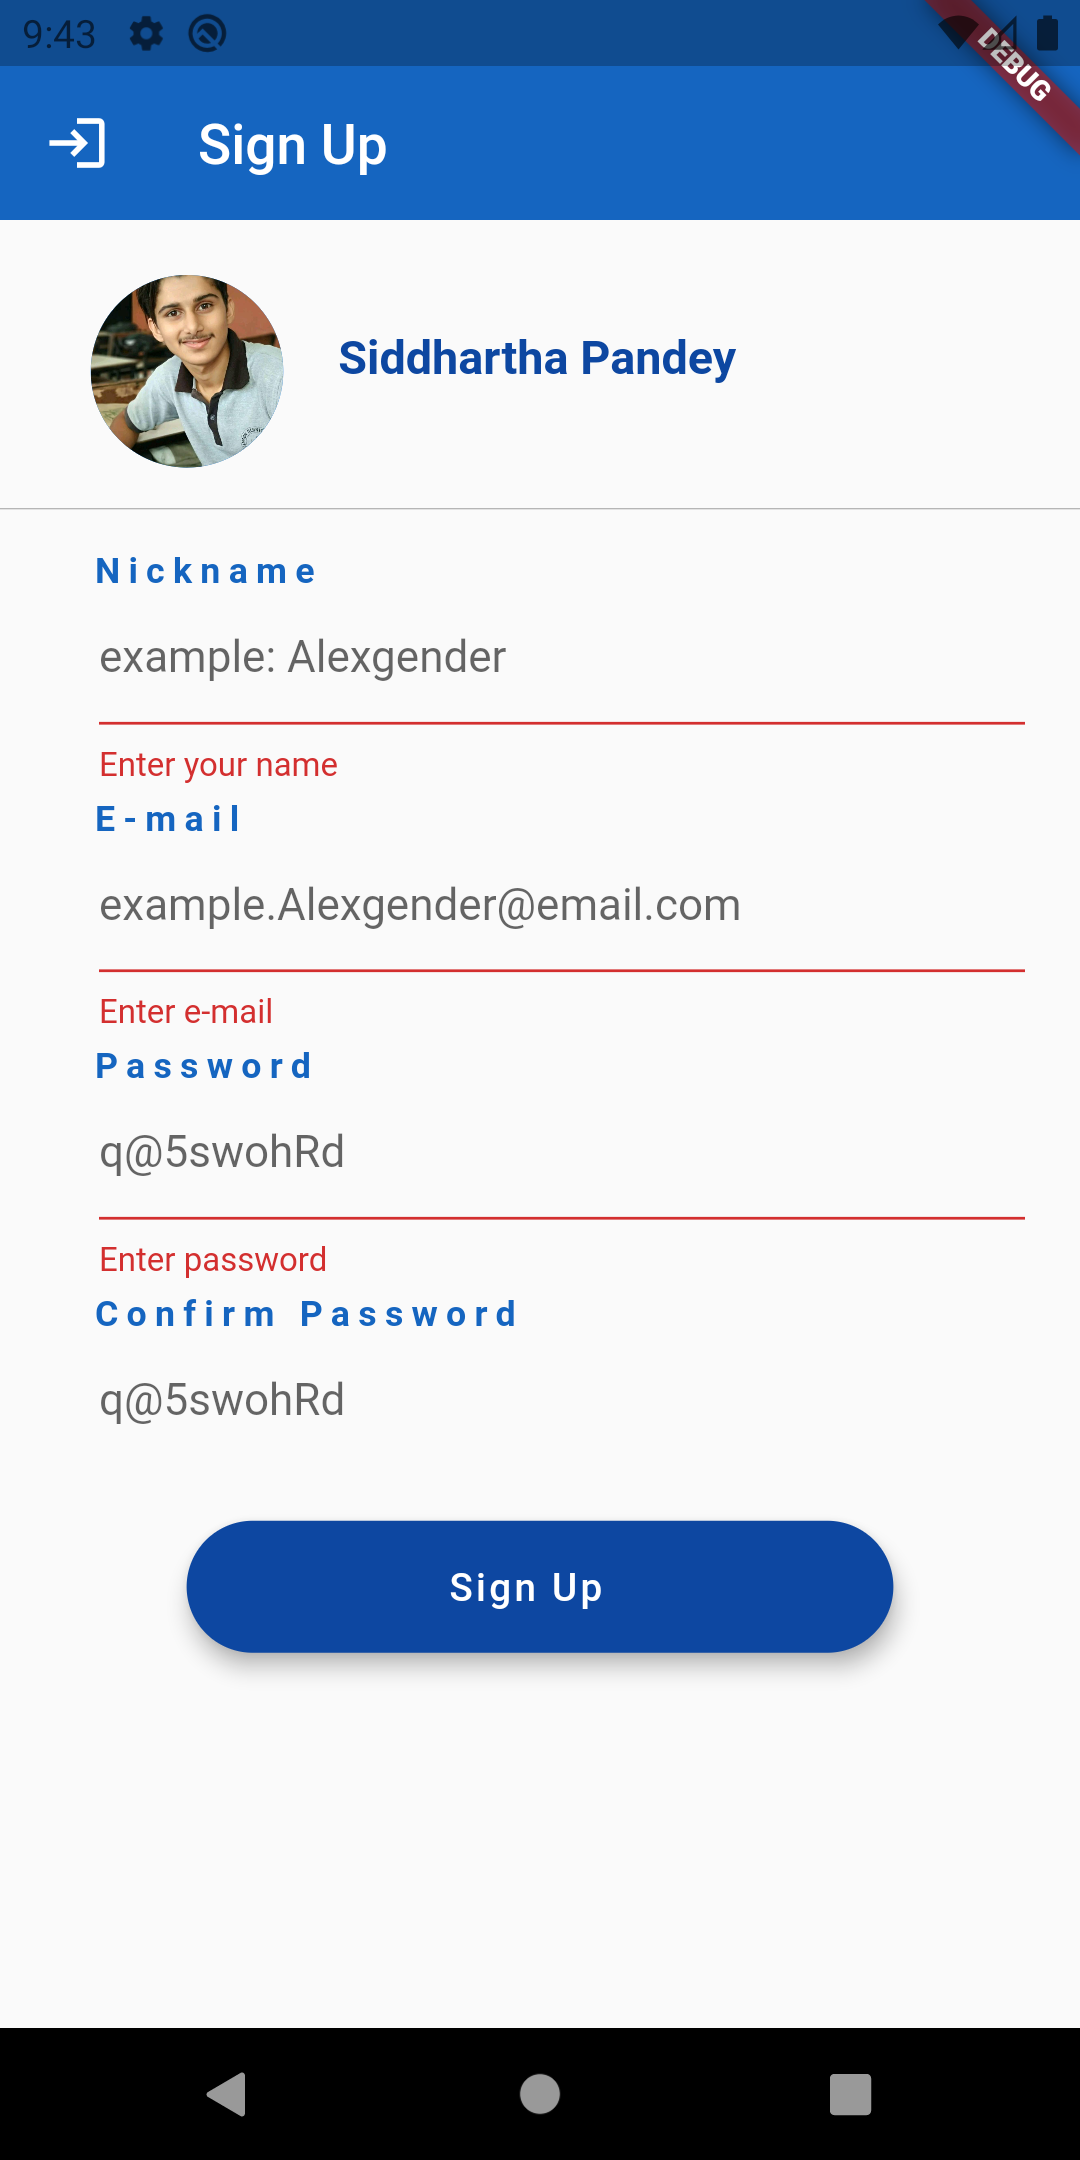 9:43
DEBUG
Sign Up
Siddhartha Pandey
Nickname
example: Alexgender
Enter your name
E-mail
example.Alexgender@email.com
Enter e-mail
Password
q@5swohRd
Enter password
Confirm Password
q@5swohRd
Sign Up